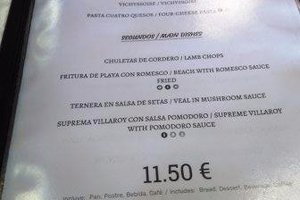 VICHYSSOISE / VICHYSSOISE
PASTA CUATRO QUESOS / FOUR-CHEESE PASTA
SEGUNDOS / MAIN DISHES
CHULETAS DE CORDERO / LAMB CHOPS
FRITURA DE PLAYA CON ROMESCO / BEACH WITH ROMESCO SAUCE
FRIED
TERNERA EN SALSA DE SETAS / VEAL IN MUSHROOM SAUCE
SUPREMA VILLAROY CON SALSA POMODORO / SUPREME VILLAROY
WITH POMODORO SAUCE
11.50 €
Incluye: Pan, Postre, Bebida, Café / Includes: Bread, Dessert, Beverage, Coffee